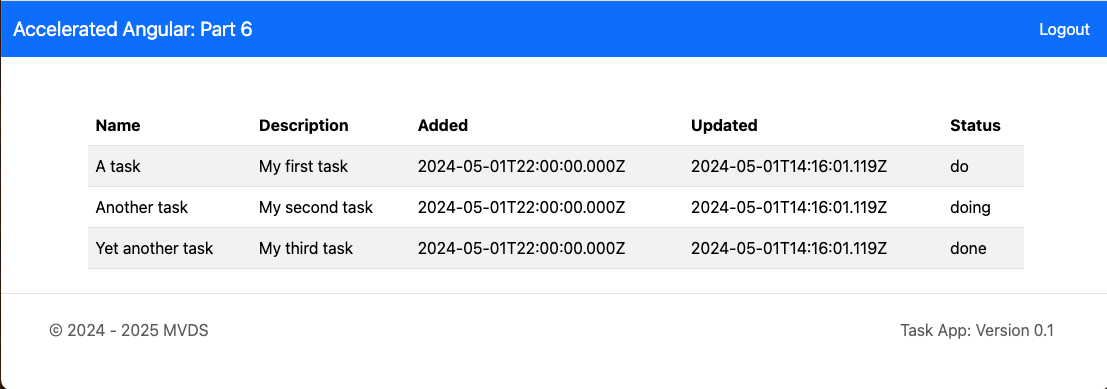 Accelerated Angular: Part 6 Logout
Name Description Added Updated Status
A task My first task 2024-05-01T22:00:00.000Z 2024-05-01T14:16:01.119Z do
Another task My second task 2024-05-01T22:00:00.000Z 2024-05-01T14:16:01.119Z doing
Yet another task My third task 2024-05-01T22:00:00.000Z 2024-05-01T14:16:01.119Z done
© 2024 - 2025 MVDS Task App: Version 0.1